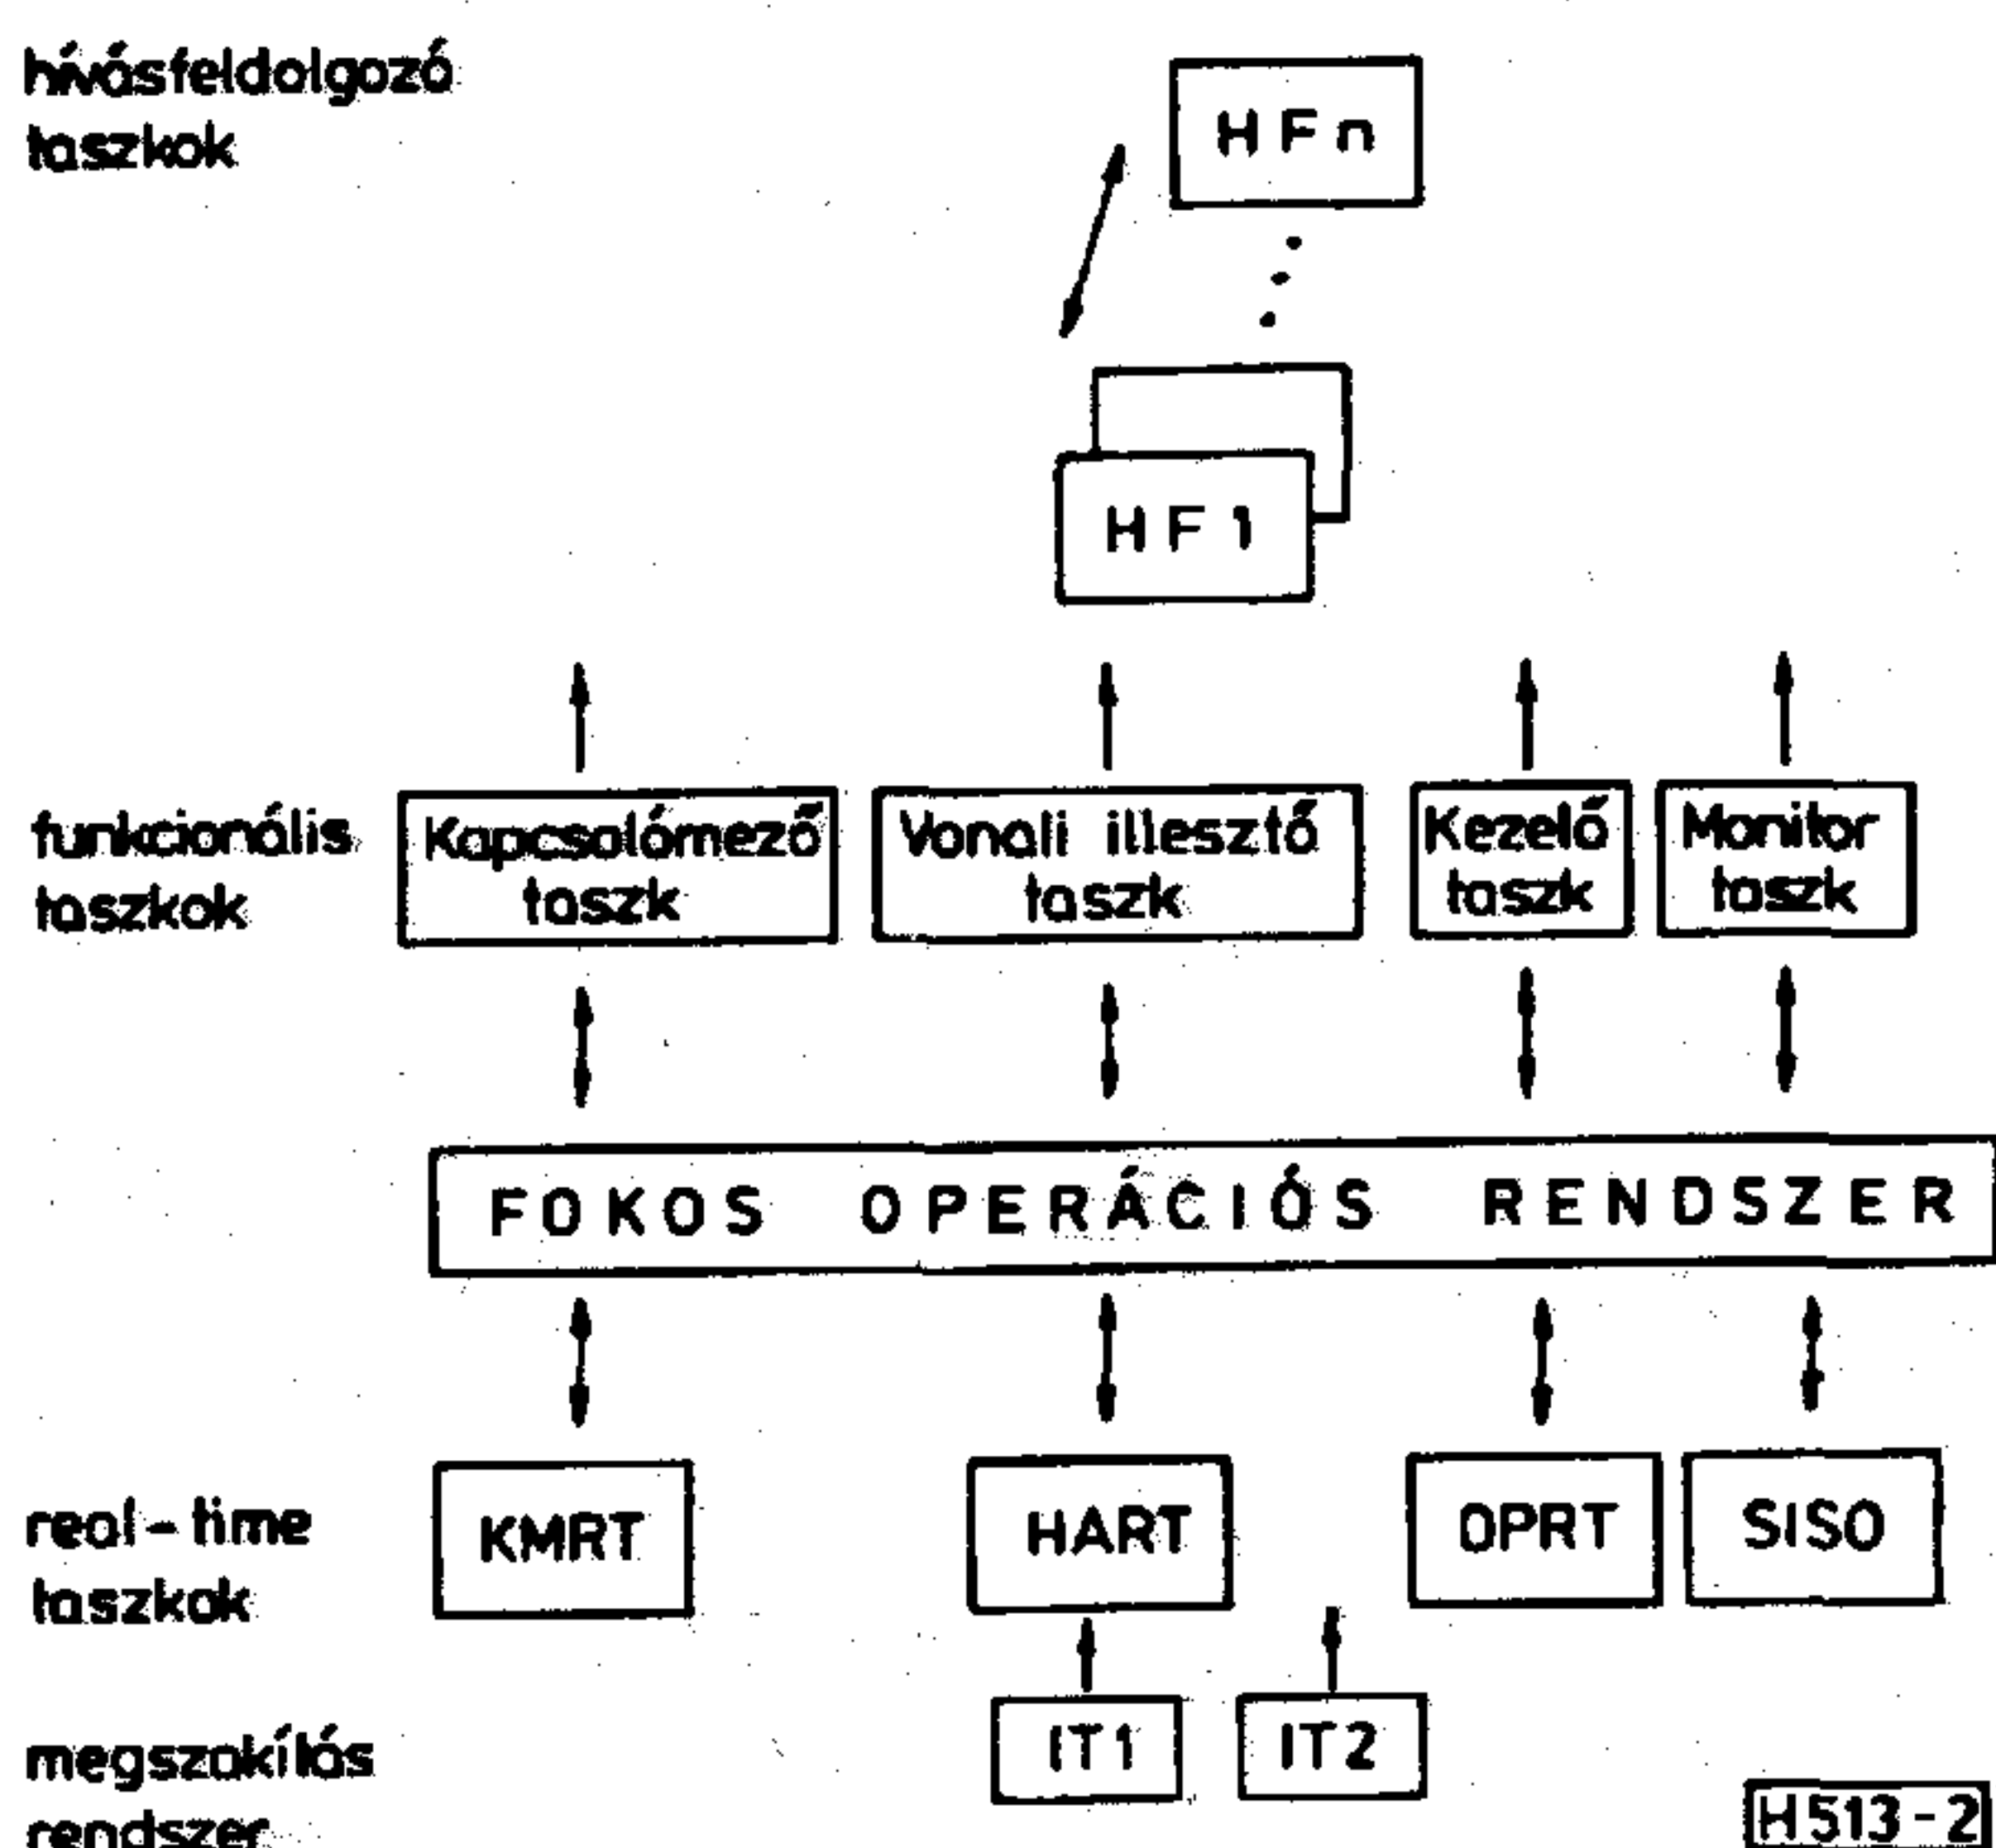 hívásfeldolgozó
taszkok
HFn
HF1
funkcionális
taszkok
Kapcsolómező
taszk
Vonali illesztő
taszk
Kezelő
taszk
Monitor
taszk
FOKOS OPERÁCIÓS RENDSZER
real-time
taszkok
KMRT
HART
OPRT
SISO
megszakítás
rendszer
IT1
IT2
H513-2